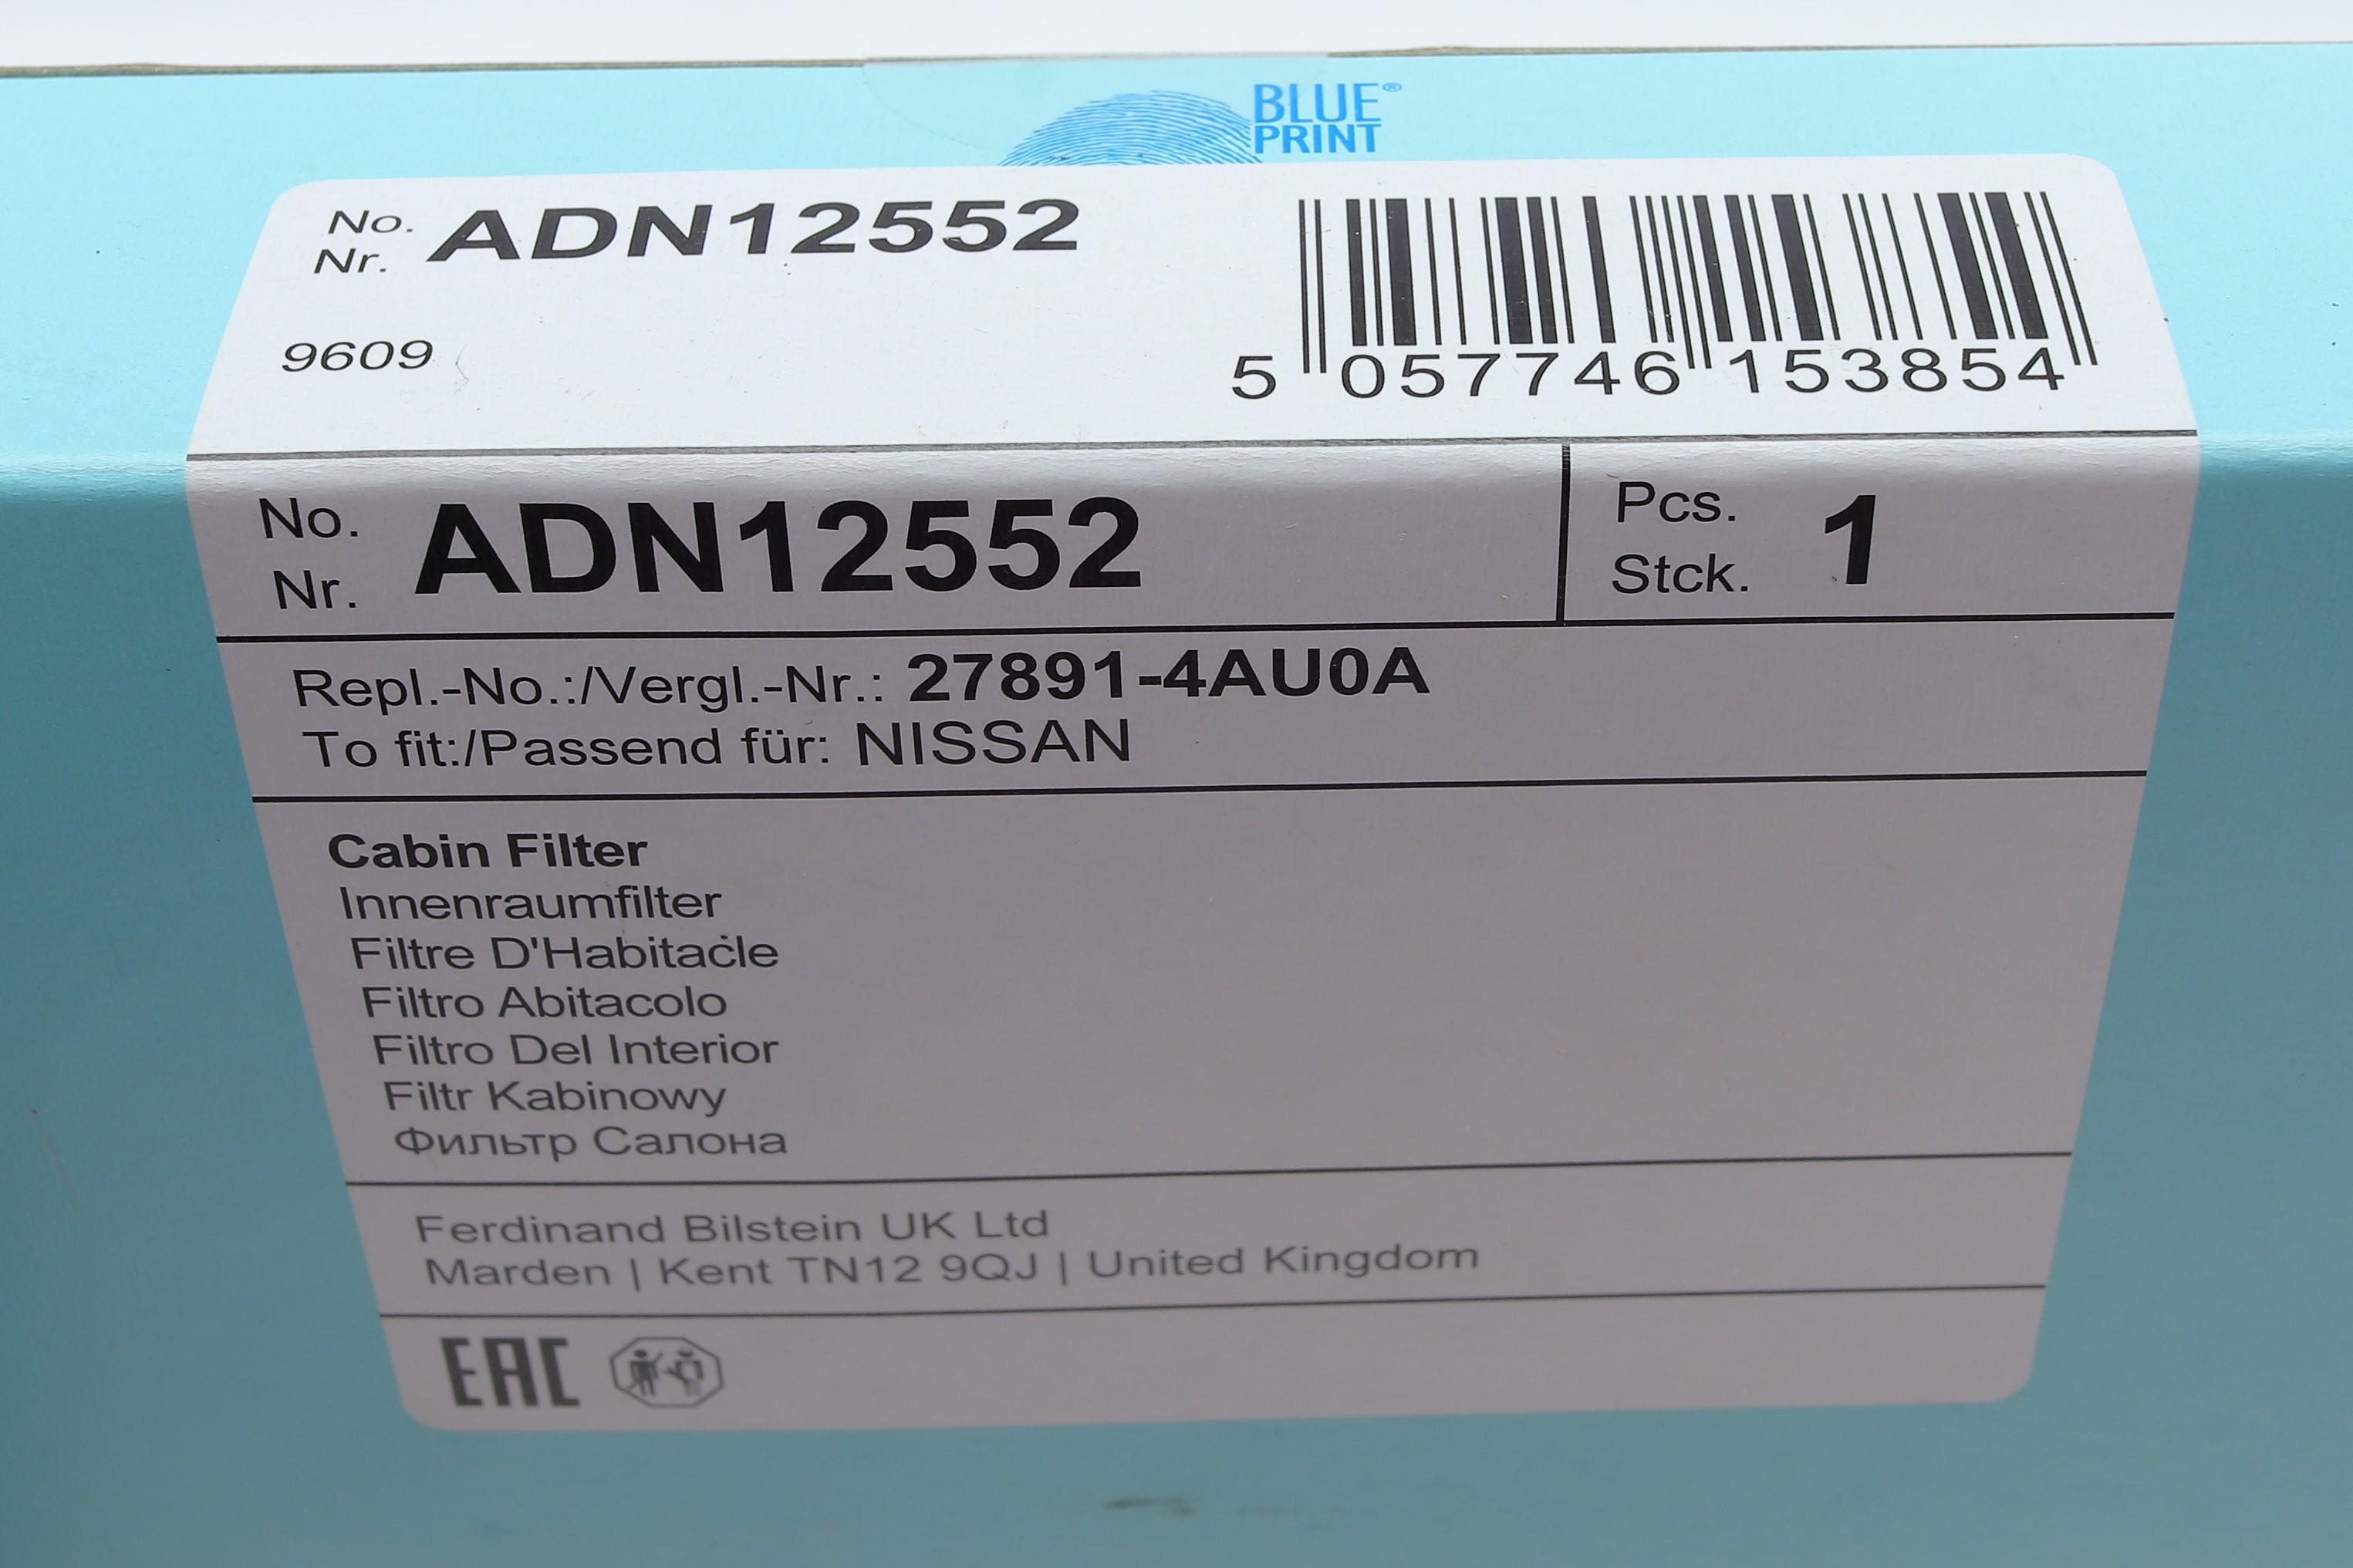 BLUE®
PRINT
No.
Nr. ADN12552
9609
5 057746 153854
No.
Nr. ADN12552
Pcs.
Stck. 1
Repl.-No.:/Vergl.-Nr.: 27891-4AU0A
To fit:/Passend für: NISSAN
Cabin Filter
Innenraumfilter
Filtre D'Habitacle
Filtro Abitacolo
Filtro Del Interior
Filtr Kabinowy
Фильтр Салона
Ferdinand Bilstein UK Ltd
Marden | Kent TN12 9QJ | United Kingdom
EAC